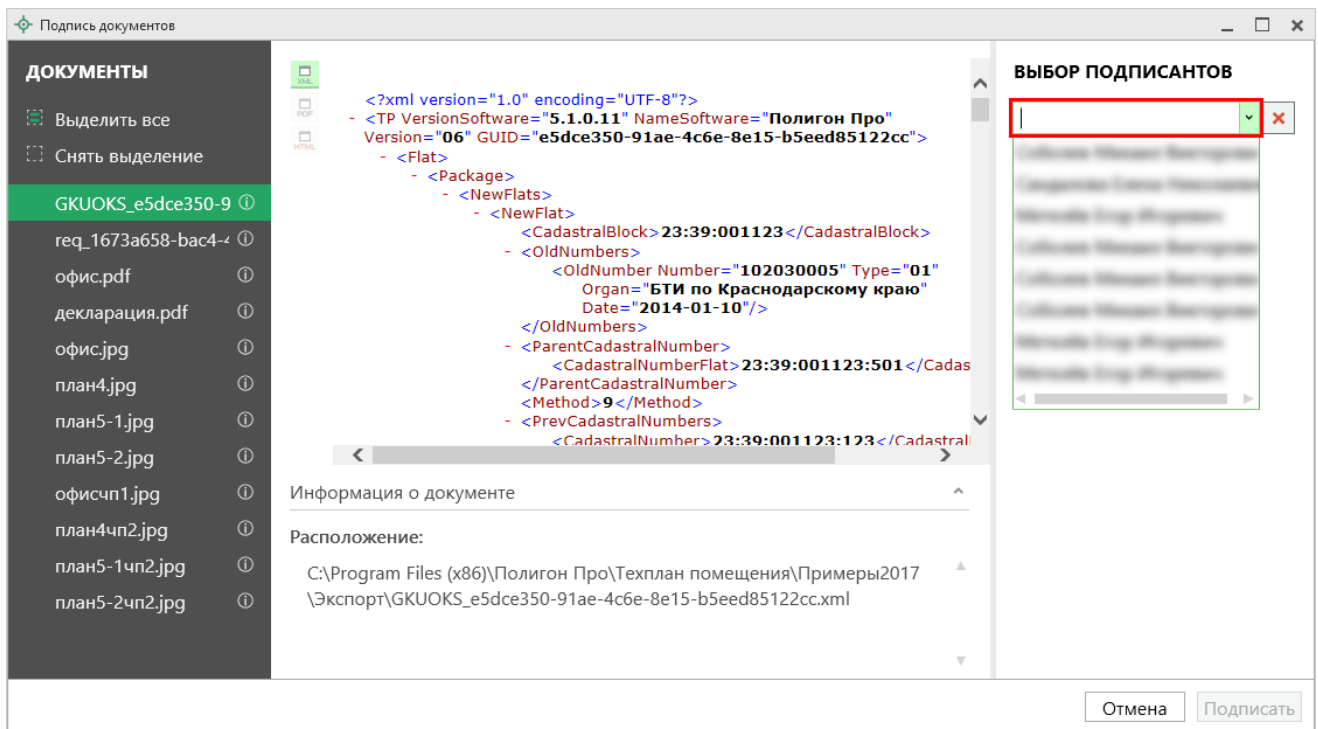 Подпись документов
ДОКУМЕНТЫ
Выделить все
Снять выделение
GKUOKS_e5dce350-9
req_1673a658-bac4-4
офис.pdf
декларация.pdf
офис.jpg
план4.jpg
план5-1.jpg
план5-2.jpg
офисчп1.jpg
план4чп2.jpg
план5-1чп2.jpg
план5-2чп2.jpg
XML
PDF
HTML
<?xml version="1.0" encoding="UTF-8"?>
- <TP VersionSoftware="5.1.0.11" NameSoftware="Полигон Про"
Version="06" GUID="e5dce350-91ae-4c6e-8e15-b5eed85122cc">
- <Flat>
- <Package>
- <NewFlats>
- <NewFlat>
<CadastralBlock>23:39:001123</CadastralBlock>
- <OldNumbers>
<OldNumber Number="102030005" Type="01"
Organ="БТИ по Краснодарскому краю"
Date="2014-01-10"/>
</OldNumbers>
- <ParentCadastralNumber>
<CadastralNumberFlat>23:39:001123:501</Cadas
</ParentCadastralNumber>
<Method>9</Method>
- <PrevCadastralNumbers>
<CadastralNumber>23:39:001123:123</Cadastral
Информация о документе
Расположение:
C:\Program Files (x86)\Полигон Про\Техплан помещения\Примеры2017
\Экспорт\GKUOKS_e5dce350-91ae-4c6e-8e15-b5eed85122cc.xml
ВЫБОР ПОДПИСАНТОВ
Отмена
Подписать